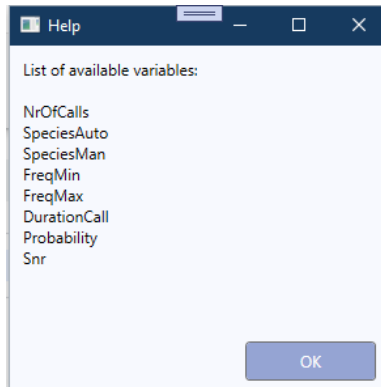 Help
List of available variables:
NrOfCalls
SpeciesAuto
SpeciesMan
FreqMin
FreqMax
DurationCall
Probability
Snr
OK